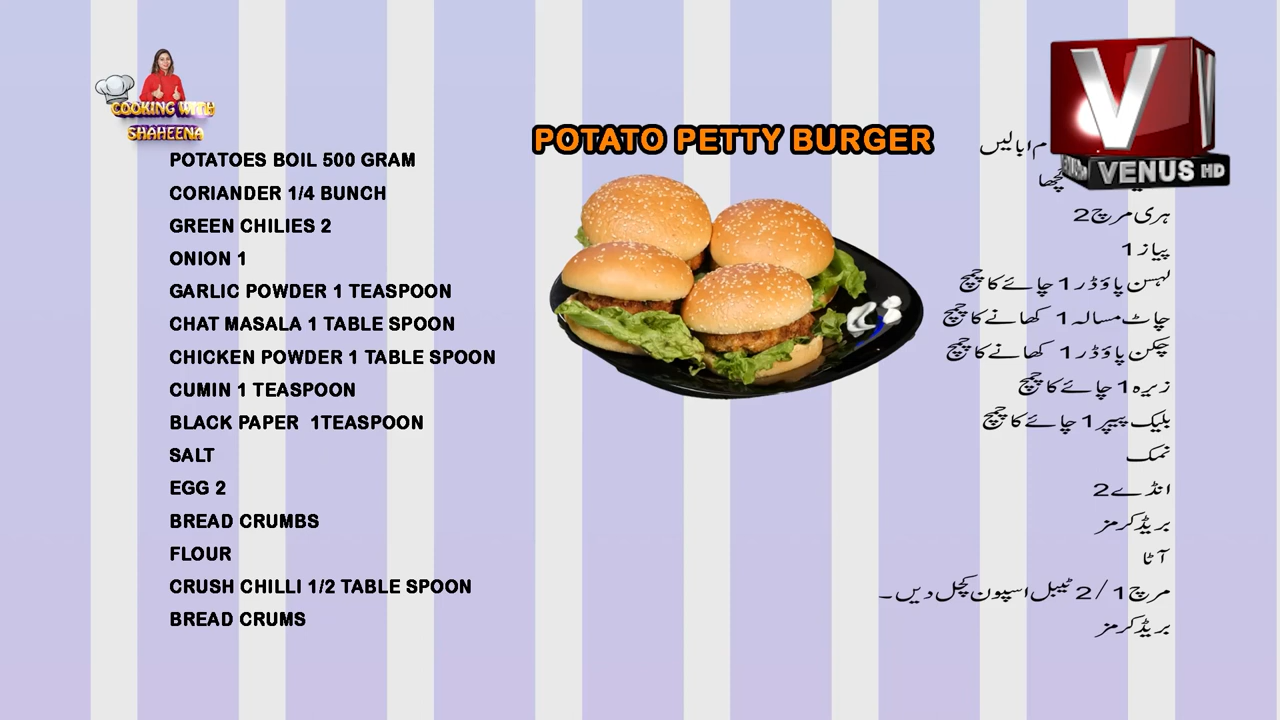 COOKING WITH
SHAHEENA
POTATO PETTY BURGER
V
VENUS HD
POTATOES BOIL 500 GRAM
CORIANDER 1/4 BUNCH
GREEN CHILIES 2
ONION 1
GARLIC POWDER 1 TEASPOON
CHAT MASALA 1 TABLE SPOON
CHICKEN POWDER 1 TABLE SPOON
CUMIN 1 TEASPOON
BLACK PAPER 1TEASPOON
SALT
EGG 2
BREAD CRUMBS
FLOUR
CRUSH CHILLI 1/2 TABLE SPOON
BREAD CRUMS
ابالیں
ہری مرچ 2
پیاز 1
لہسن پاؤڈر 1 چائے کا چمچ
چاٹ مسالہ 1 کھانے کا چمچ
چکن پاؤڈر 1 کھانے کا چمچ
زیرہ 1 چائے کا چمچ
بلیک پیپر 1 چائے کا چمچ
نمک
انڈے 2
بریڈ کرمز
آٹا
مرچ 1 / 2 ٹیبل اسپون کچل دیں ۔
بریڈ کرمز